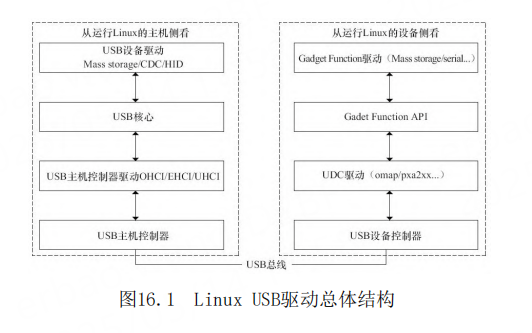 从运行Linux的主机侧看
USB设备驱动
Mass storage/CDC/HID
USB核心
USB主机控制器驱动OHCI/EHCI/UHCI
USB主机控制器
从运行Linux的设备侧看
Gadget Function驱动（Mass storage/serial...）
Gadet Function API
UDC驱动（omap/pxa2xx...）
USB设备控制器
USB总线
图16.1 Linux USB驱动总体结构